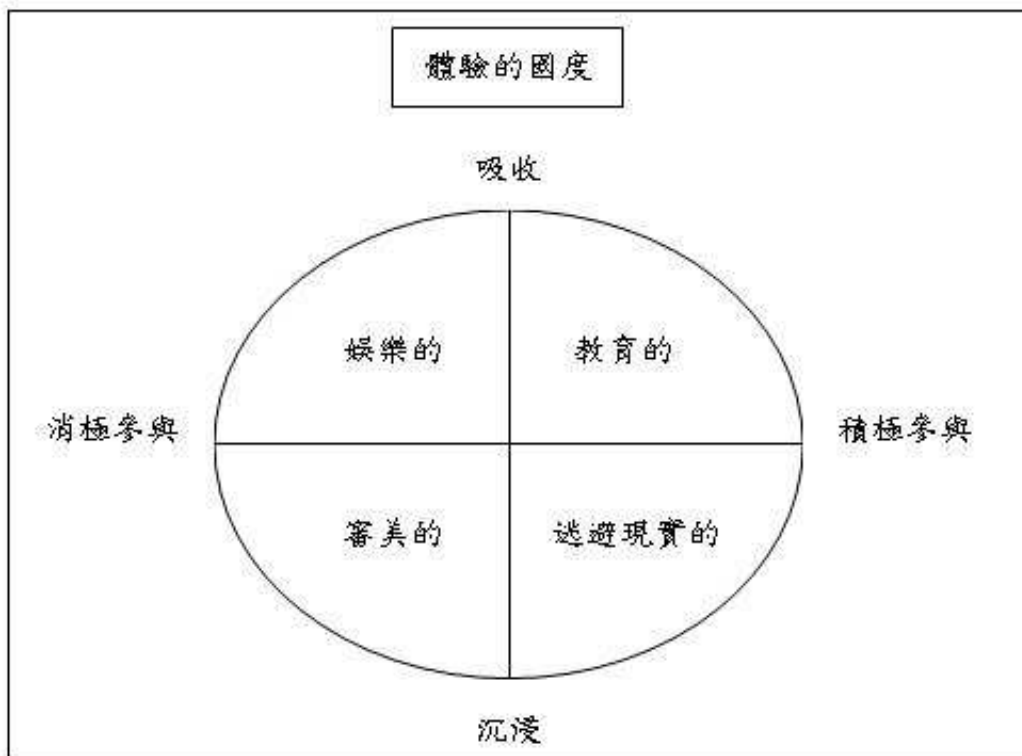 體驗的國度
吸收
娛樂的 教育的
消極參與 積極參與
審美的 逃避現實的
沉浸